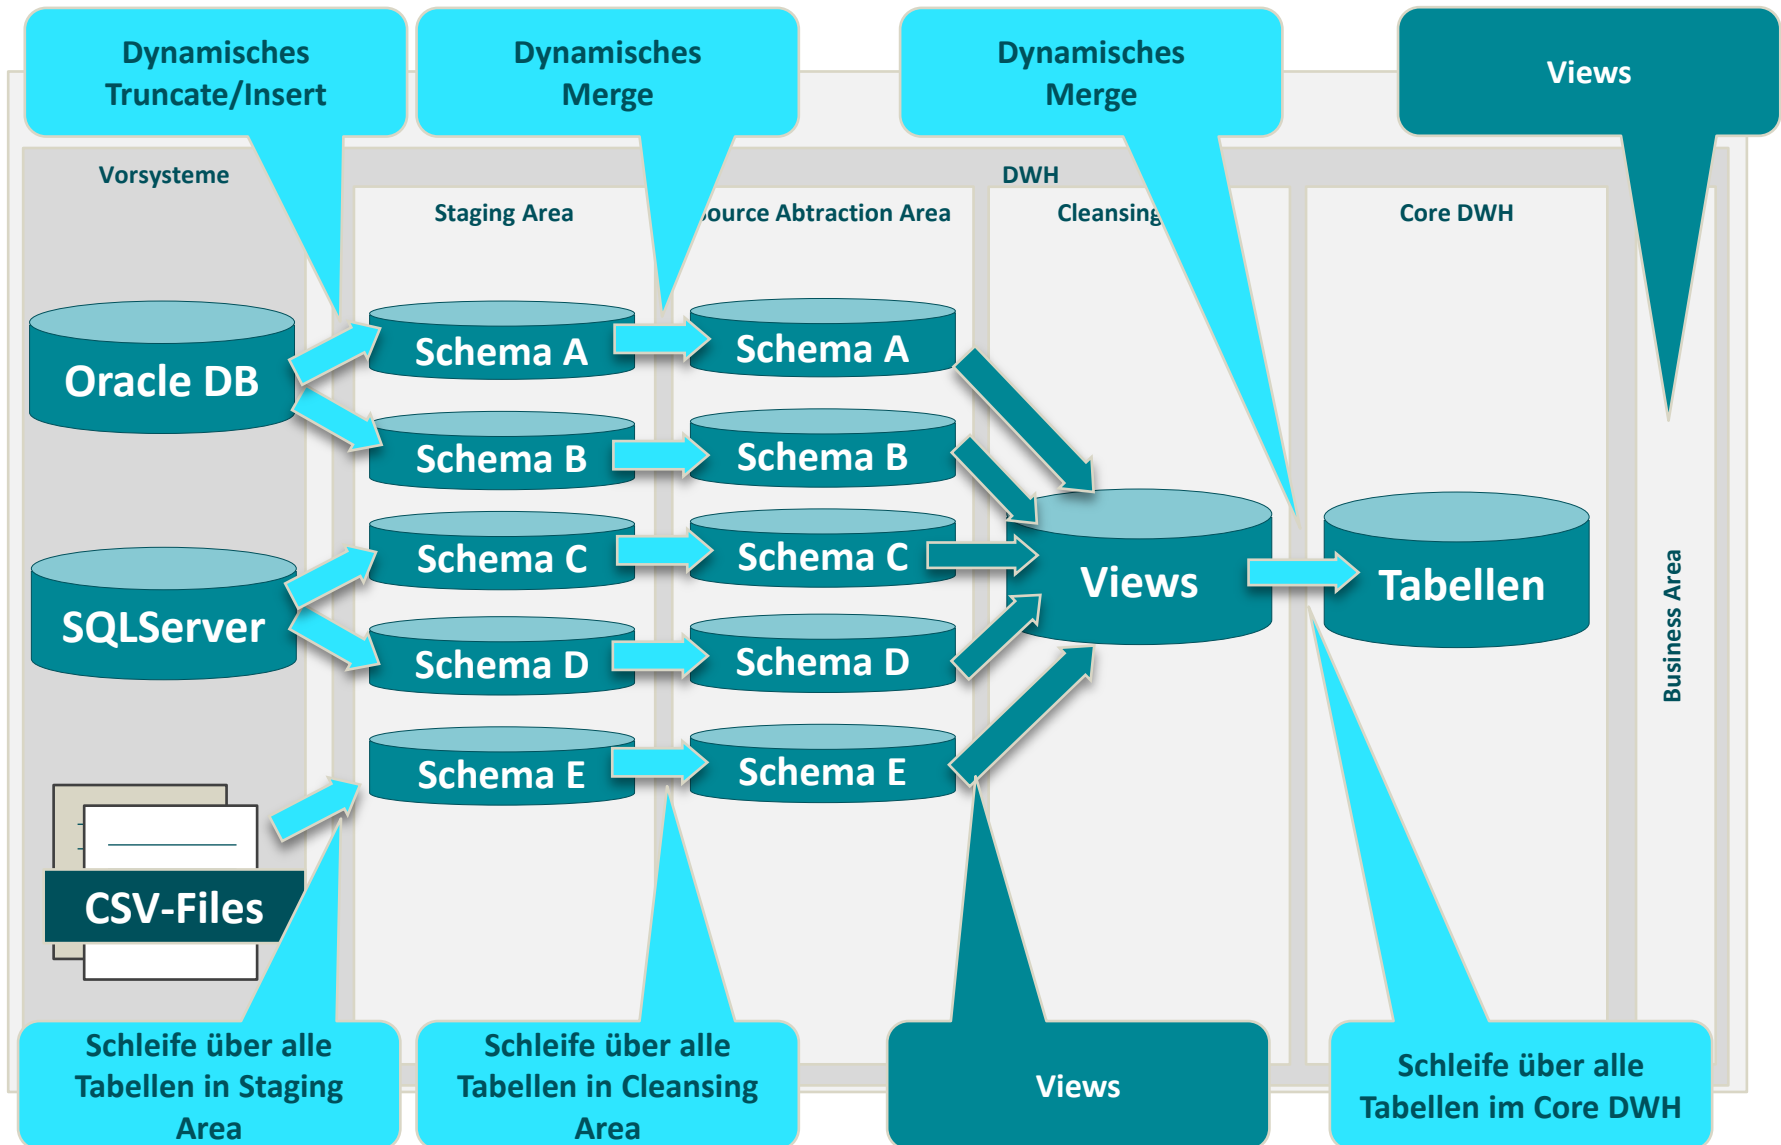 Dynamisches
Truncate/Insert
Dynamisches
Merge
Dynamisches
Merge
Views
Vorsysteme
DWH
Staging Area
ource Abtraction Area
Cleansing
Core DWH
Oracle DB
Schema A
Schema A
Schema B
Schema B
SQLServer
Schema C
Schema C
Views
Tabellen
Business Area
Schema D
Schema D
Schema E
Schema E
CSV-Files
Schleife über alle
Tabellen in Staging
Area
Schleife über alle
Tabellen in Cleansing
Area
Views
Schleife über alle
Tabellen im Core DWH